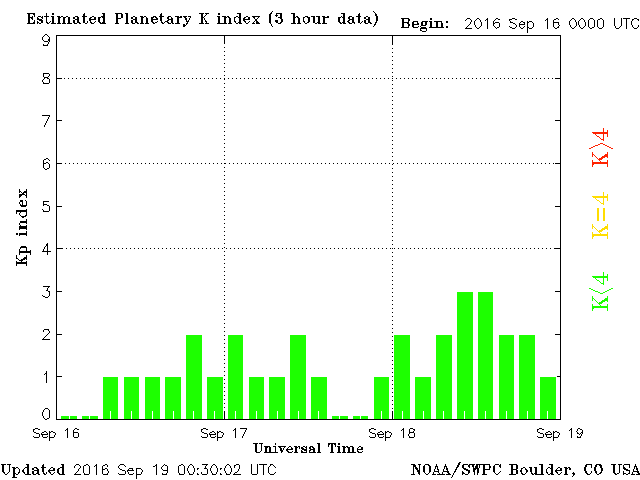 Estimated Planetary K index (3 hour data) Begin: 2016 Sep 16 0000 UTC
9
8
7
6
5
4
3
2
1
0
Kp index
K>4
K=4
K<4
Sep 16 Sep 17 Sep 18 Sep 19
Universal Time
Updated 2016 Sep 19 00:30:02 UTC NOAA/SWPC Boulder, CO USA